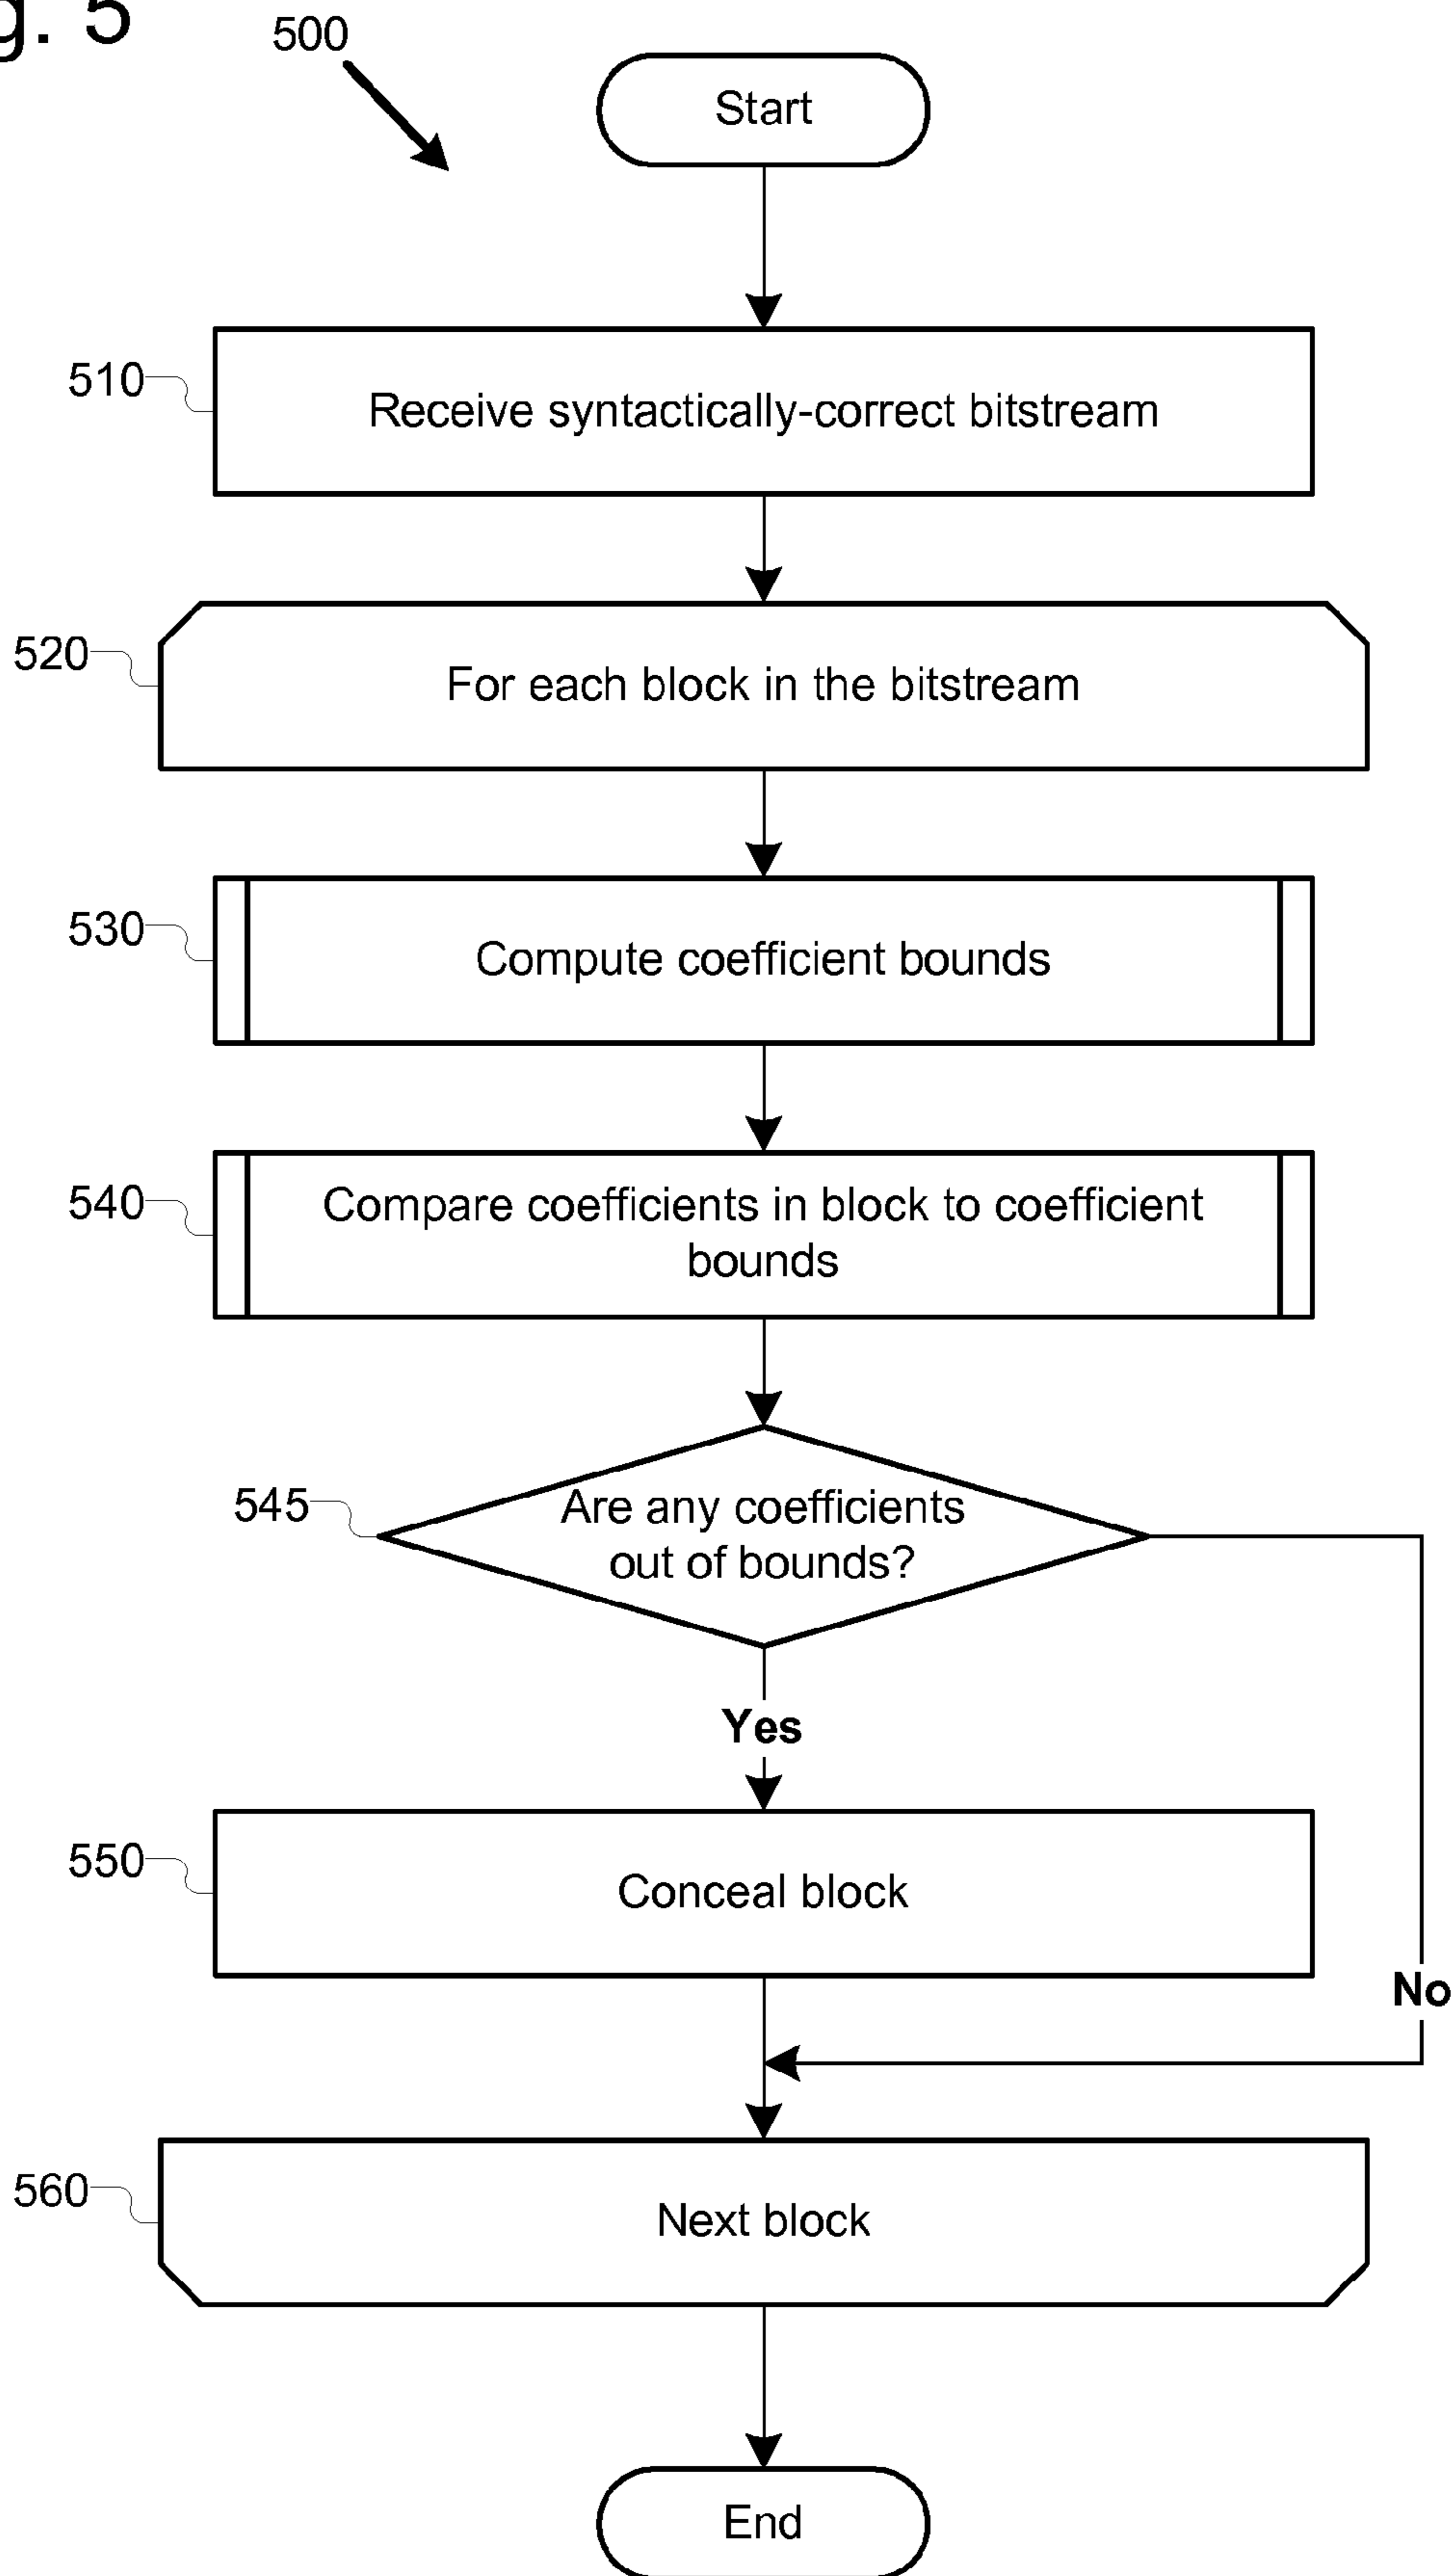 g. 5
500
Start
510
Receive syntactically-correct bitstream
520
For each block in the bitstream
530
Compute coefficient bounds
540
Compare coefficients in block to coefficient
bounds
545
Are any coefficients
out of bounds?
Yes
550
Conceal block
No
560
Next block
End